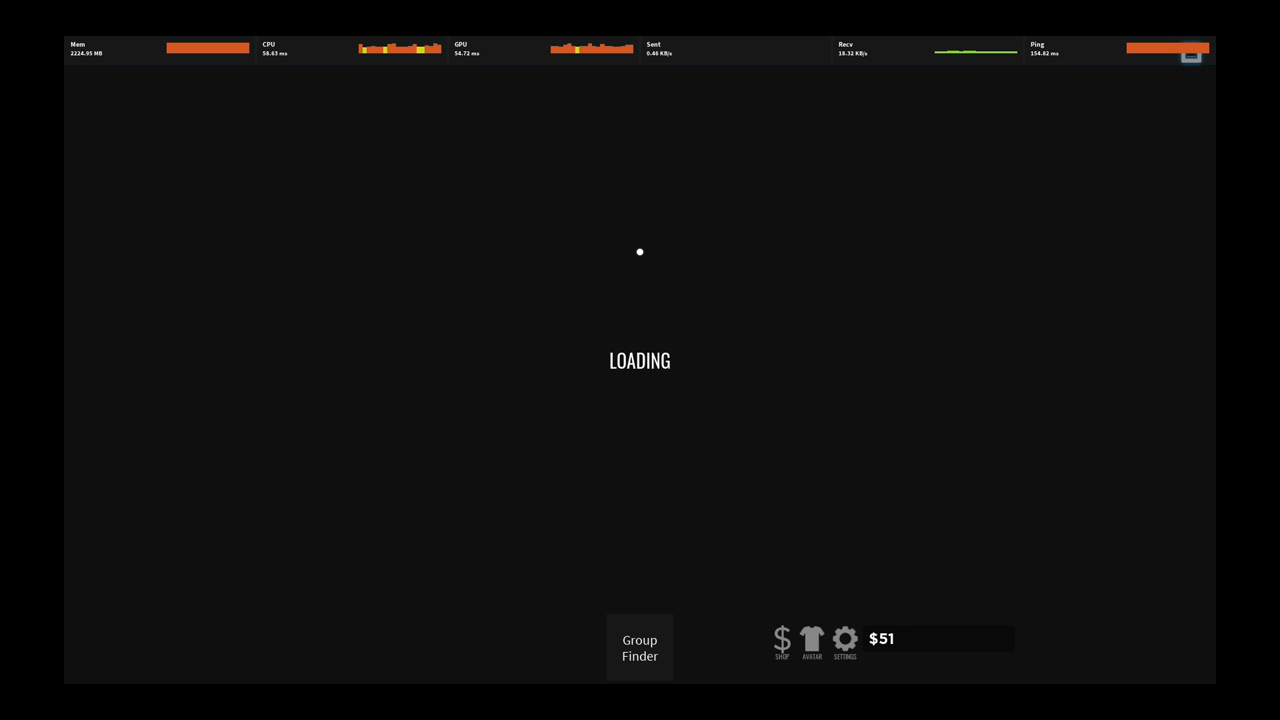 Mem
2224.95 MB
CPU
58.63 ms
GPU
54.72 ms
Sent
0.46 KB/s
Recv
18.32 KB/s
Ping
154.82 ms
LOADING
Group
Finder
SHOP
AVATAR
SETTINGS
$51